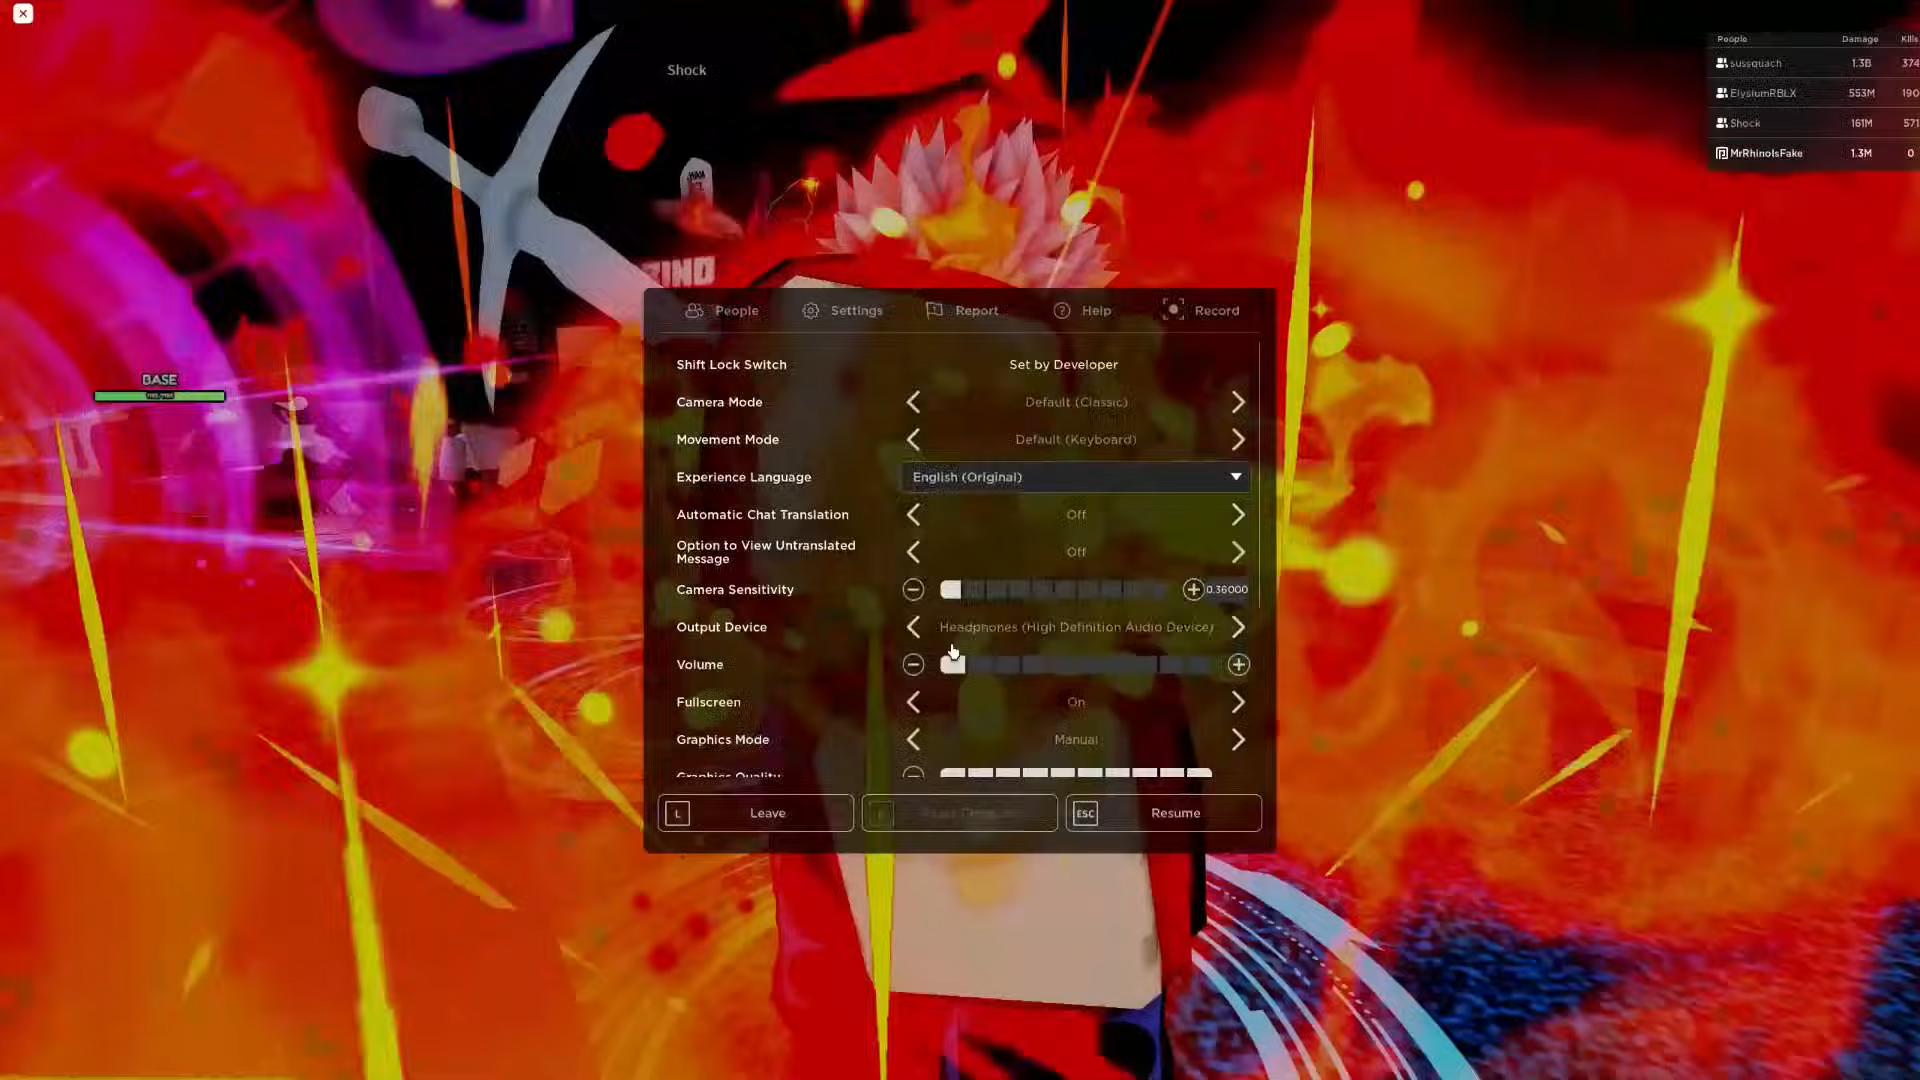 Shock
People Damage Kills
sussquach 1.3B 374
ElysiumRBLX 553M 190
Shock 161M 571
MrRhinoIsFake 1.3M 0
BASE
People Settings Report Help Record
Shift Lock Switch Set by Developer
Camera Mode Default (Classic)
Movement Mode Default (Keyboard)
Experience Language English (Original)
Automatic Chat Translation Off
Option to View Untranslated
Message Off
Camera Sensitivity 0.36000
Output Device Headphones (High Definition Audio Device)
Volume
Fullscreen On
Graphics Mode Manual
Graphics Quality
L Leave
ESC Resume